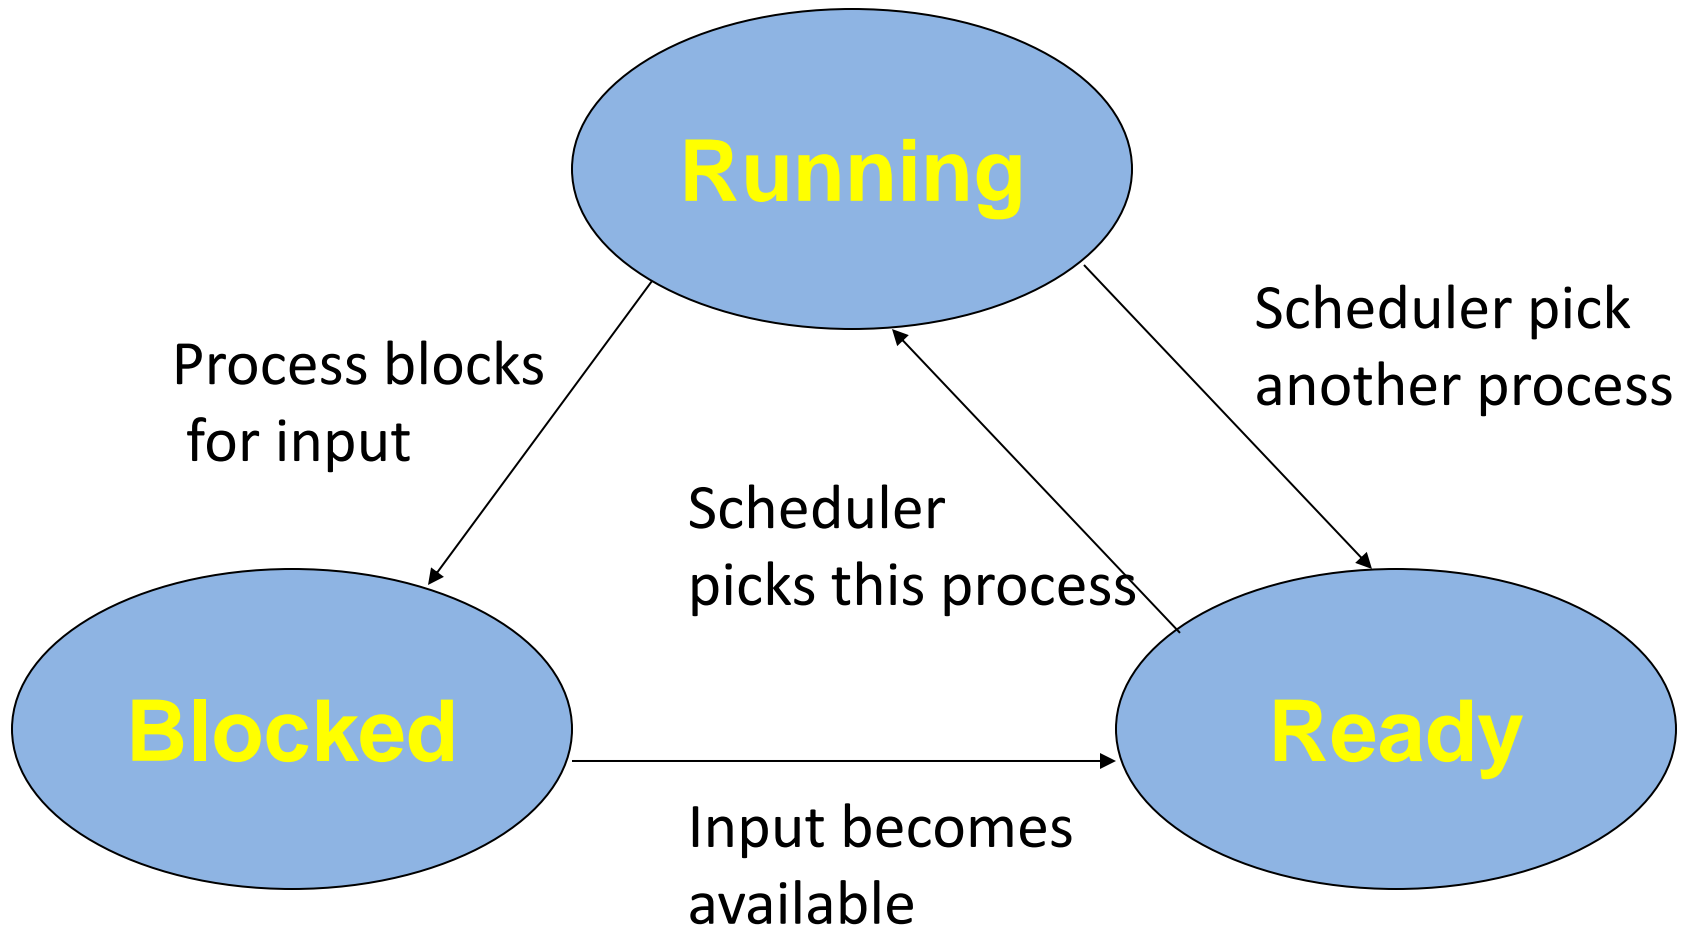 Running
Scheduler pick
another process
Process blocks
for input
Scheduler
picks this process
Blocked
Ready
Input becomes
available